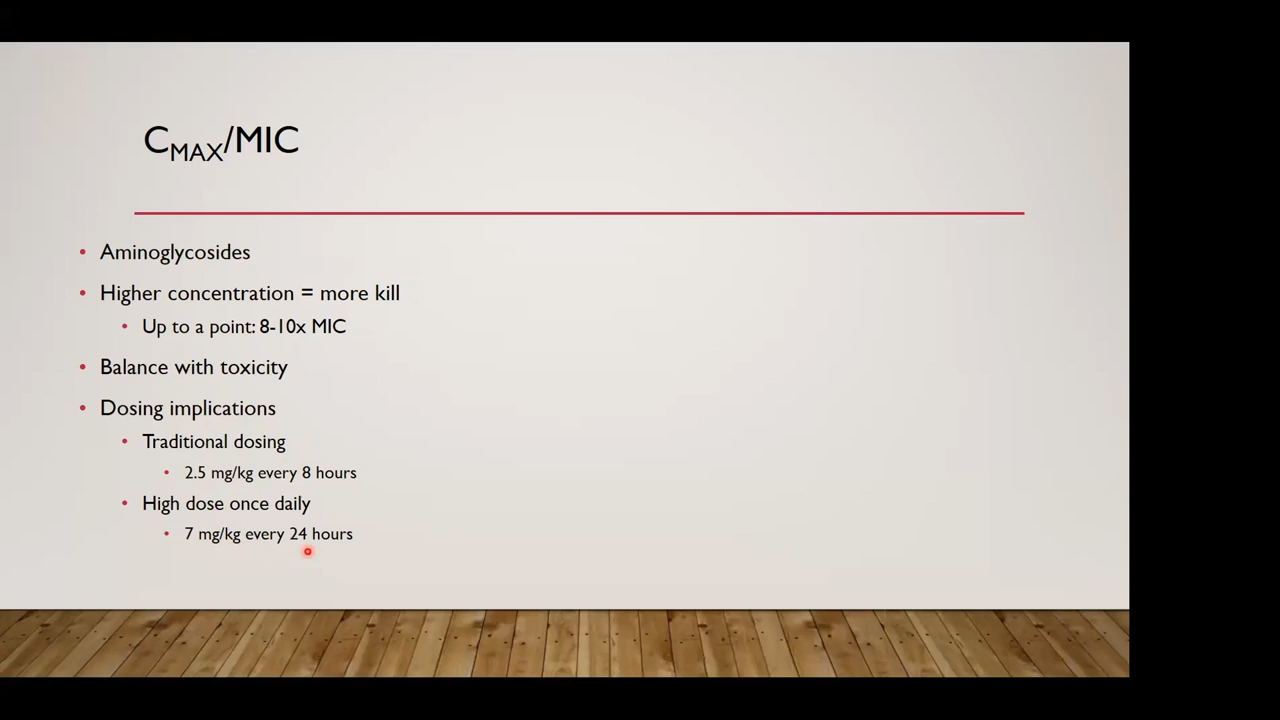 CMAX/MIC
• Aminoglycosides
• Higher concentration = more kill
• Up to a point: 8-10x MIC
• Balance with toxicity
• Dosing implications
• Traditional dosing
• 2.5 mg/kg every 8 hours
• High dose once daily
• 7 mg/kg every 24 hours